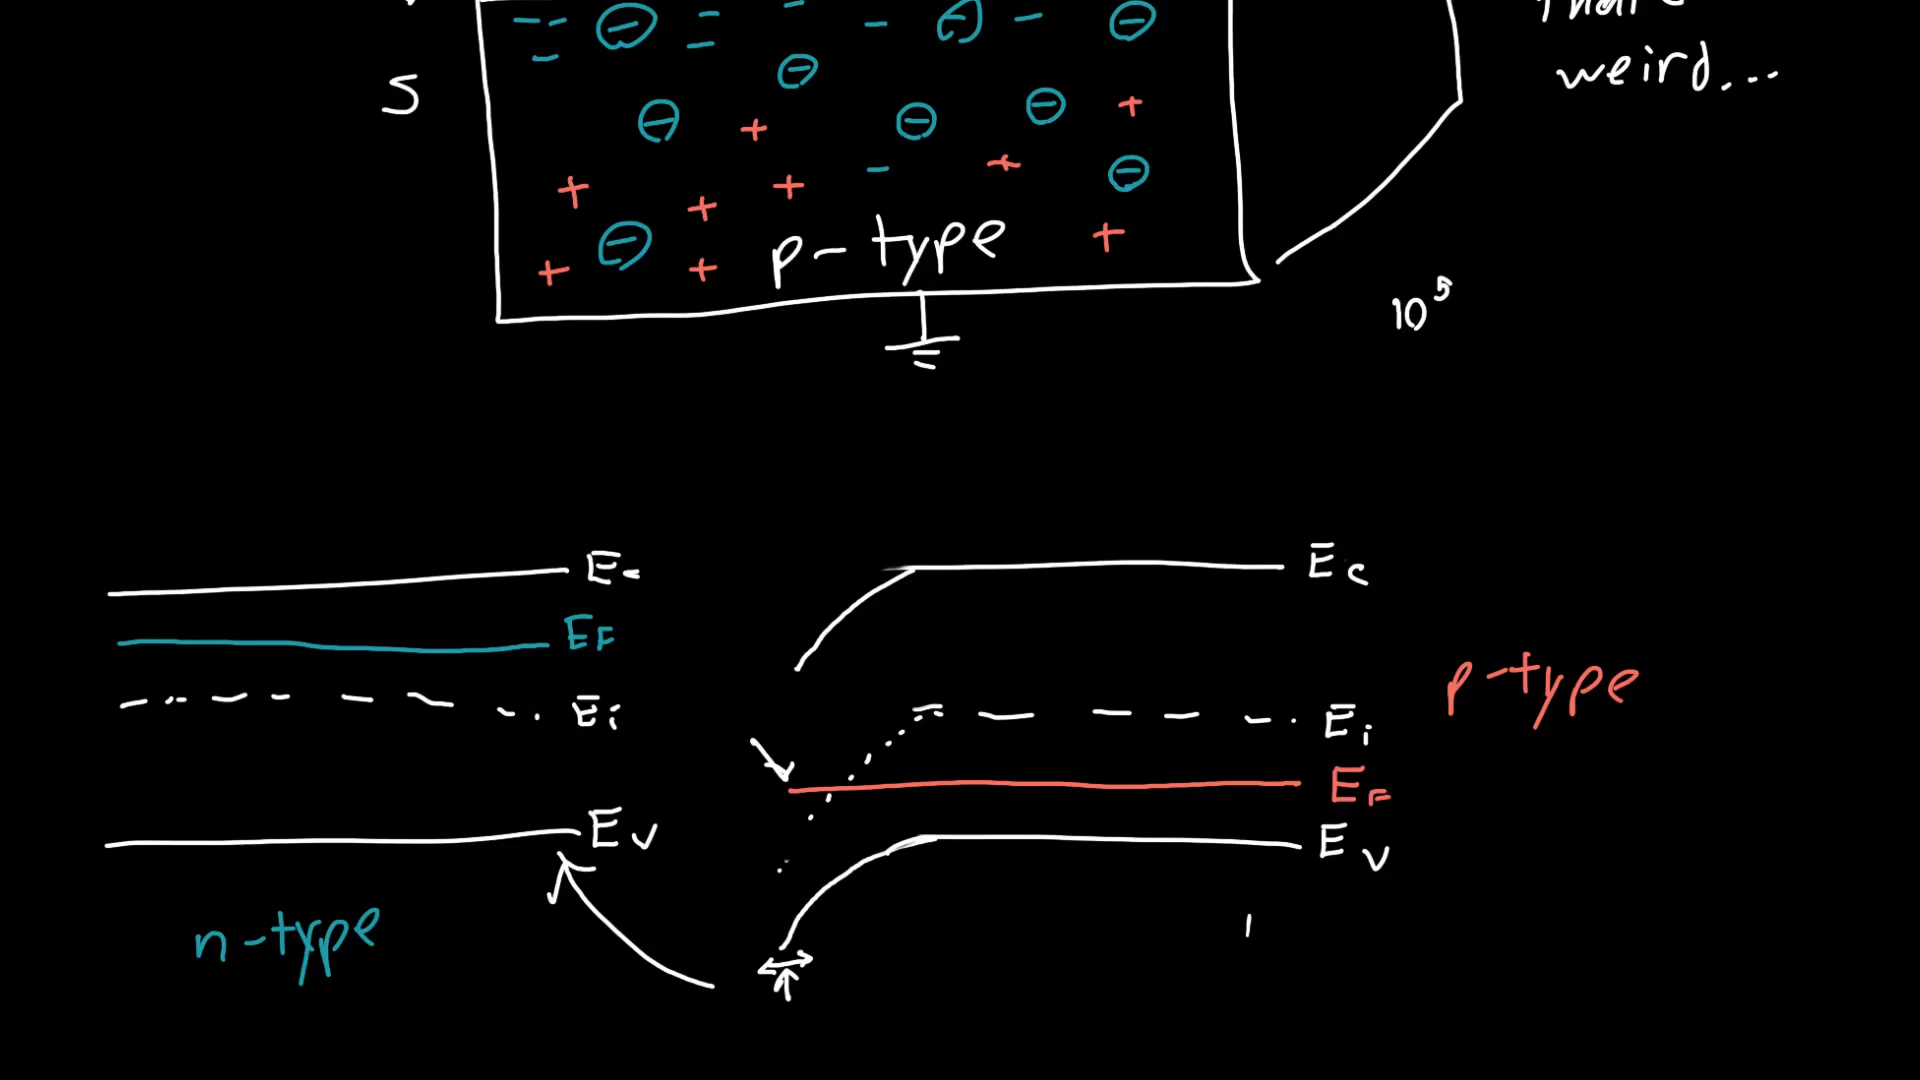 weird...
S
p-type
10⁵
Ec
EF
Ei
Ev
n-type
Ec
Ei
EF
Ev
p-type